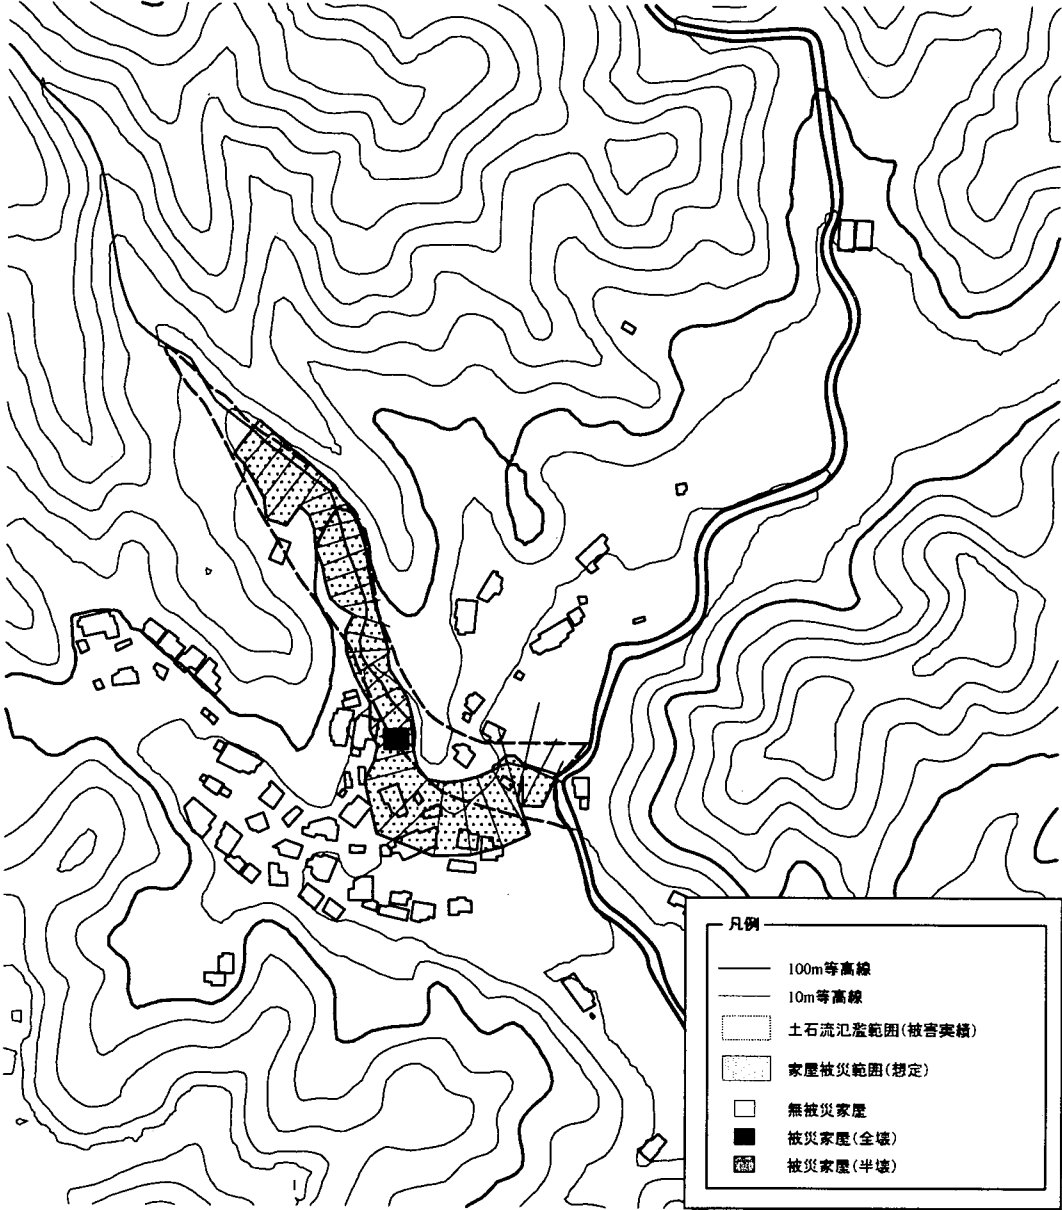 凡例
100m等高線
10m等高線
土石流氾濫範囲(被害実績)
家屋被災範囲(想定)
無被災家屋
被災家屋(全壊)
被災家屋(半壊)